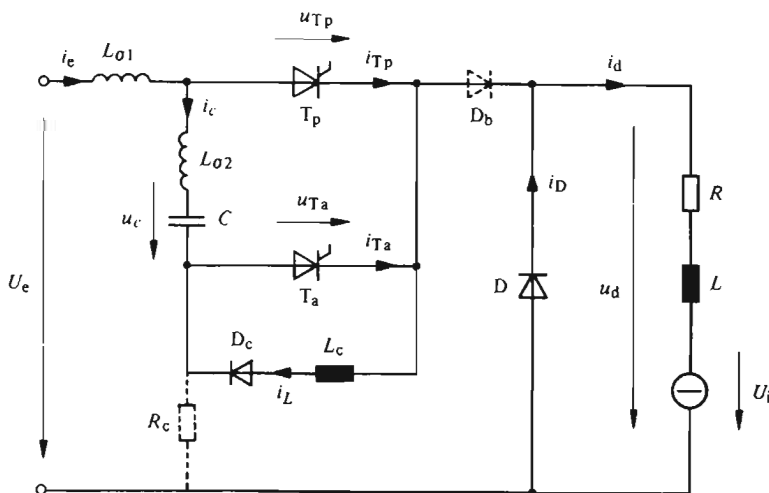 u_Tp
i_e
L_σ1
i_Tp
i_d
T_p
D_b
i_c
L_σ2
u_Ta
i_D
R
u_c
C
i_Ta
U_e
T_a
D
u_d
L
D_c
L_c
i_L
U_i
R_c